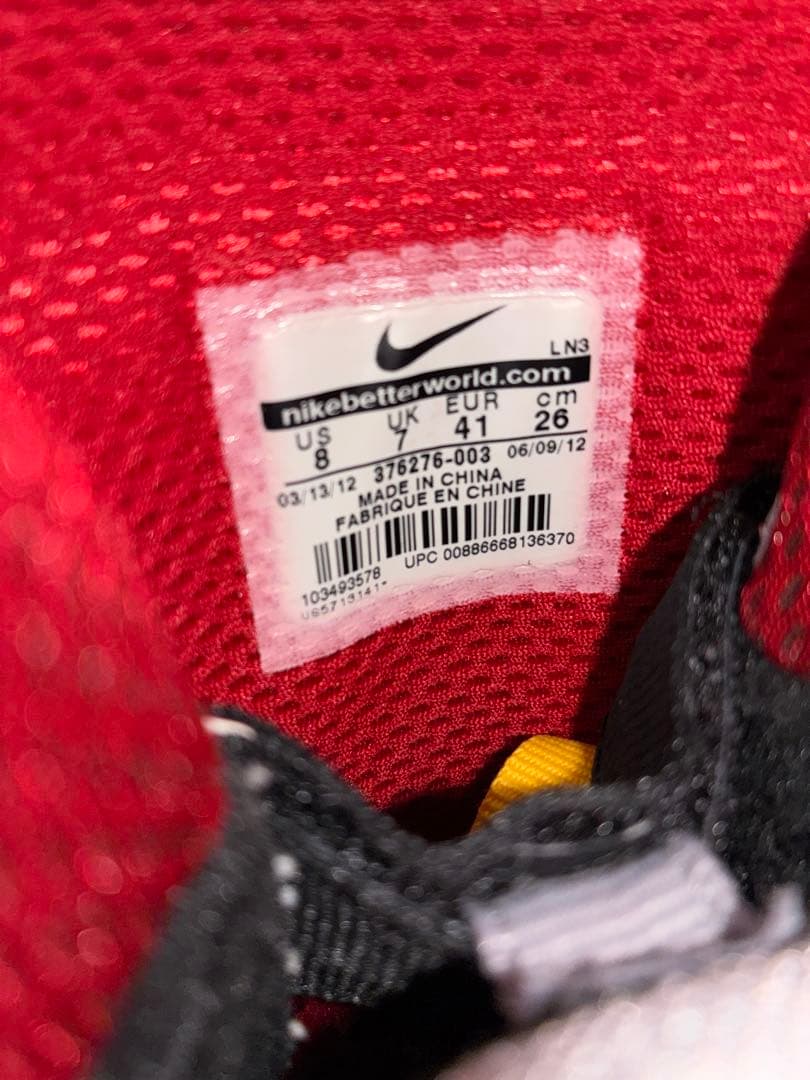 LN3
nikebetterworld.com
US UK EUR cm
8 7 41 26
03/13/12 376276-003 06/09/12
MADE IN CHINA
FABRIQUE EN CHINE
103493578 UPC 00886668136370